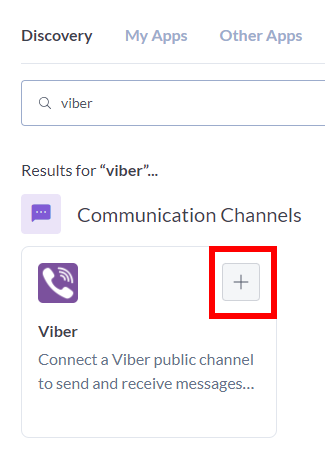 Discovery My Apps Other Apps
viber
Results for “viber”...
Communication Channels
Viber
Connect a Viber public channel
to send and receive messages...